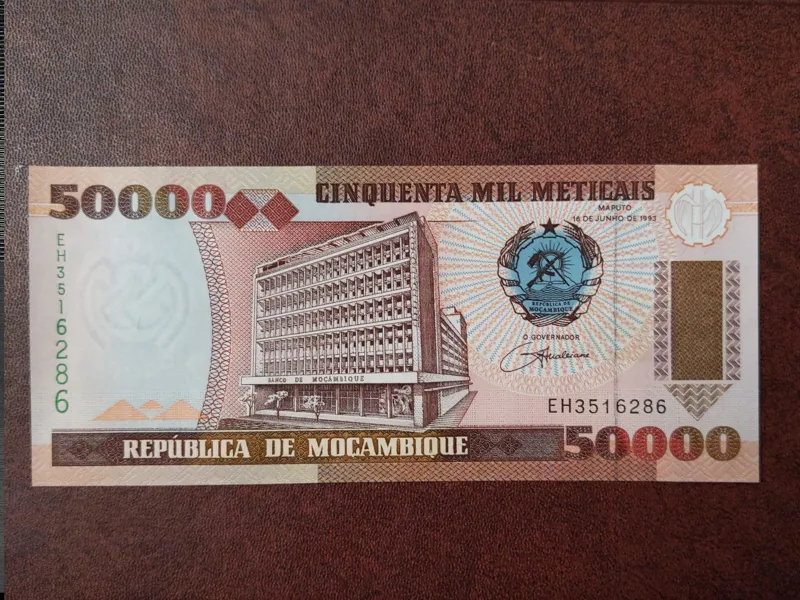 50000
CINQUENTA MIL METICAIS
MAPUTO
16 DE JUNHO DE 1993
EH3516286
REPÚBLICA DE
MOÇAMBIQUE
O GOVERNADOR
BANCO DE MOÇAMBIQUE
EH3516286
REPÚBLICA DE MOÇAMBIQUE
50000